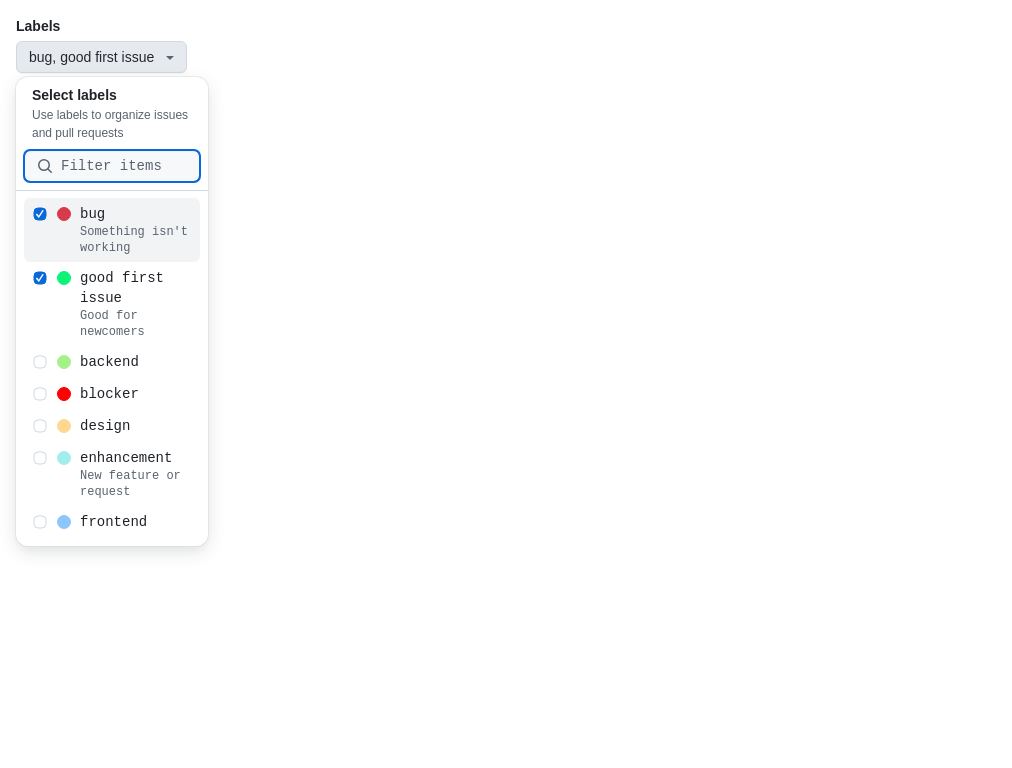 Labels
bug, good first issue
Select labels
Use labels to organize issues
and pull requests
Filter items
bug
Something isn't
working
good first
issue
Good for
newcomers
backend
blocker
design
enhancement
New feature or
request
frontend